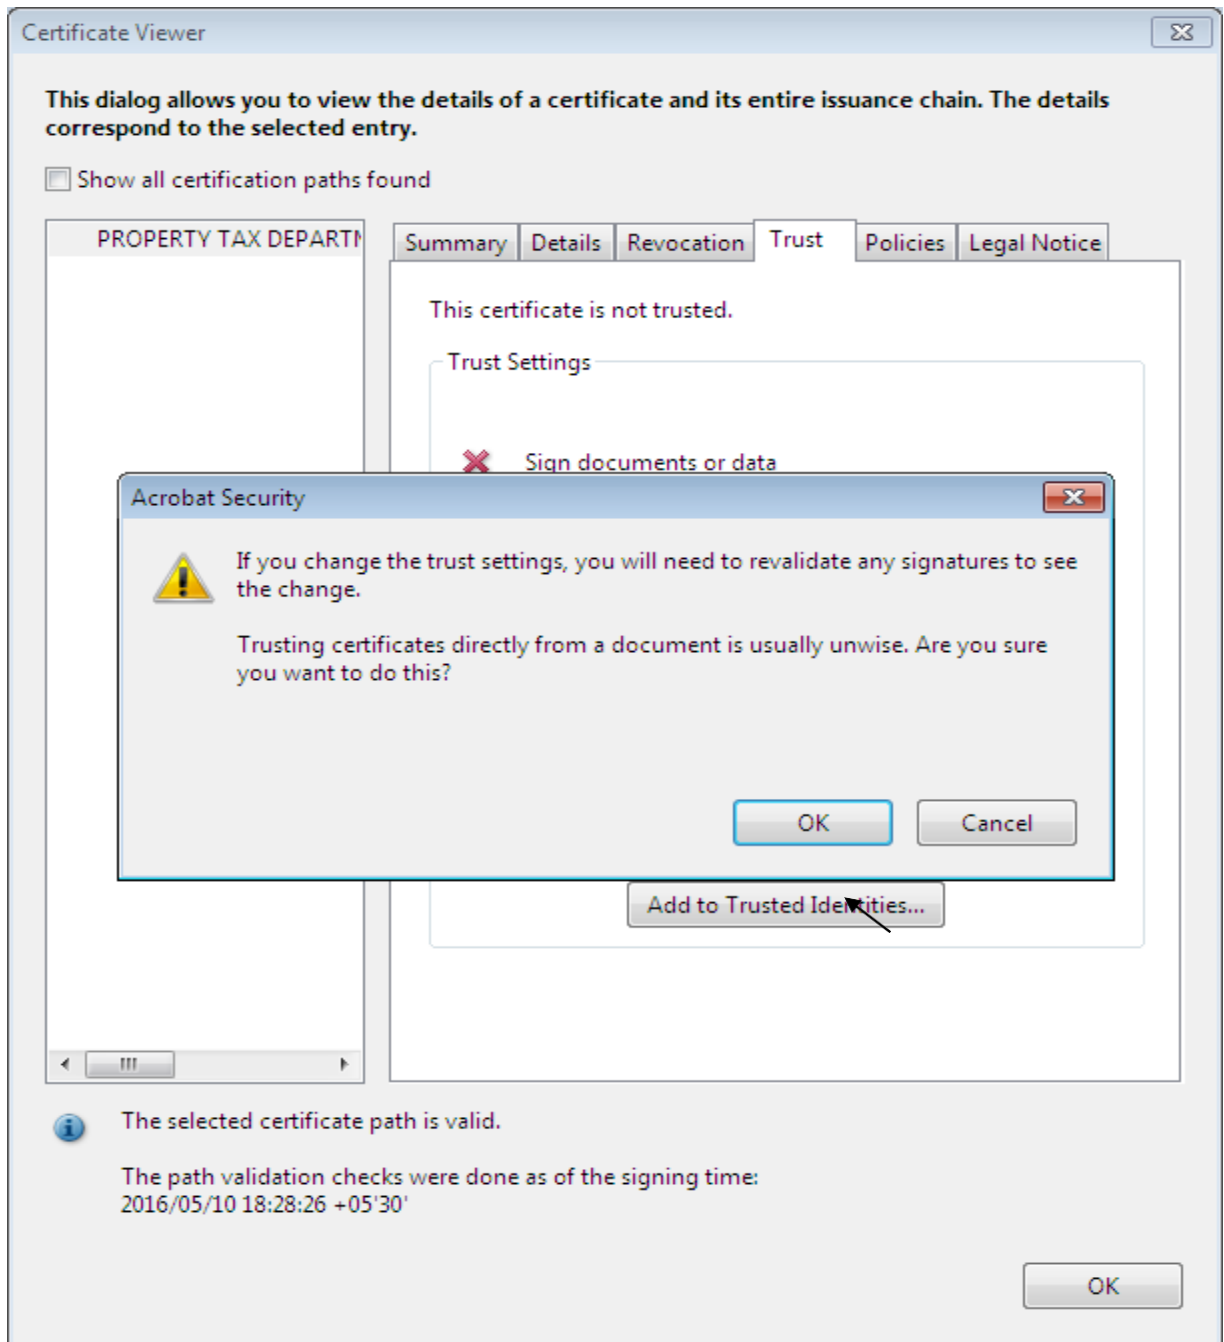 Certificate Viewer
This dialog allows you to view the details of a certificate and its entire issuance chain. The details
correspond to the selected entry.
Show all certification paths found
PROPERTY TAX DEPARTM
Summary Details Revocation Trust Policies Legal Notice
This certificate is not trusted.
Trust Settings
Sign documents or data
Acrobat Security
If you change the trust settings, you will need to revalidate any signatures to see
the change.
Trusting certificates directly from a document is usually unwise. Are you sure
you want to do this?
OK Cancel
Add to Trusted Identities...
The selected certificate path is valid.
The path validation checks were done as of the signing time:
2016/05/10 18:28:26 +05'30'
OK